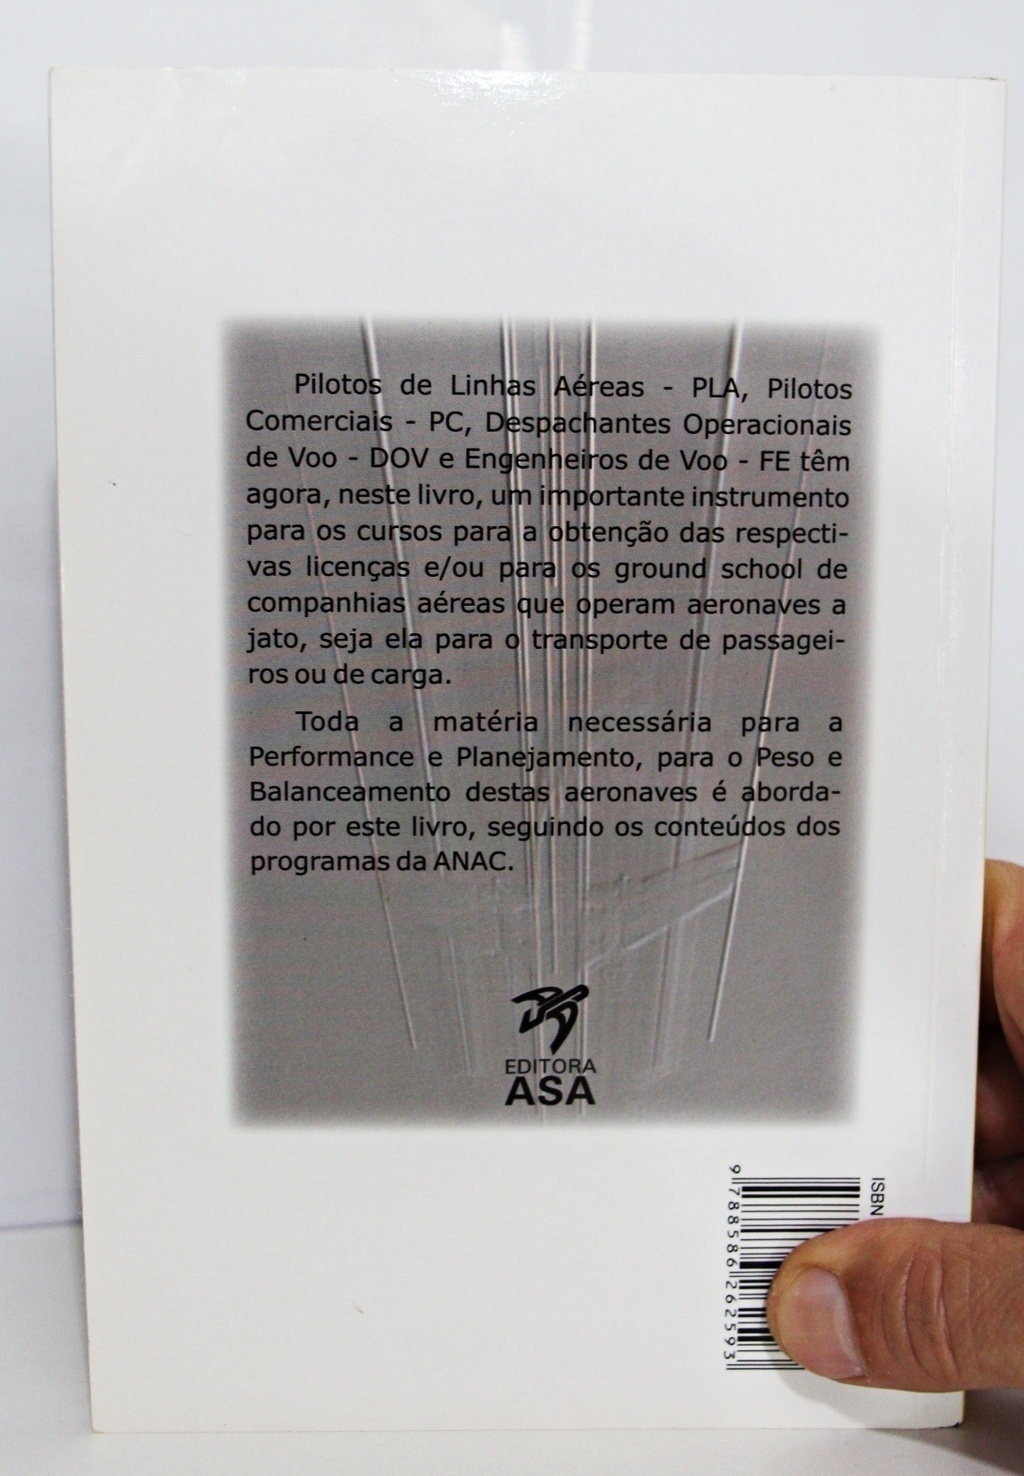 Pilotos de Linhas Aéreas - PLA, Pilotos
Comerciais - PC, Despachantes Operacionais
de Voo - DOV e Engenheiros de Voo - FE têm
agora, neste livro, um importante instrumento
para os cursos para a obtenção das respecti-
vas licenças e/ou para os ground school de
companhias aéreas que operam aeronaves a
jato, seja ela para o transporte de passagei-
ros ou de carga.
Toda a matéria necessária para a
Performance e Planejamento, para o Peso e
Balanceamento destas aeronaves é aborda-
do por este livro, seguindo os conteúdos dos
programas da ANAC.
EDITORA
ASA
ISBN
9 788586 262593